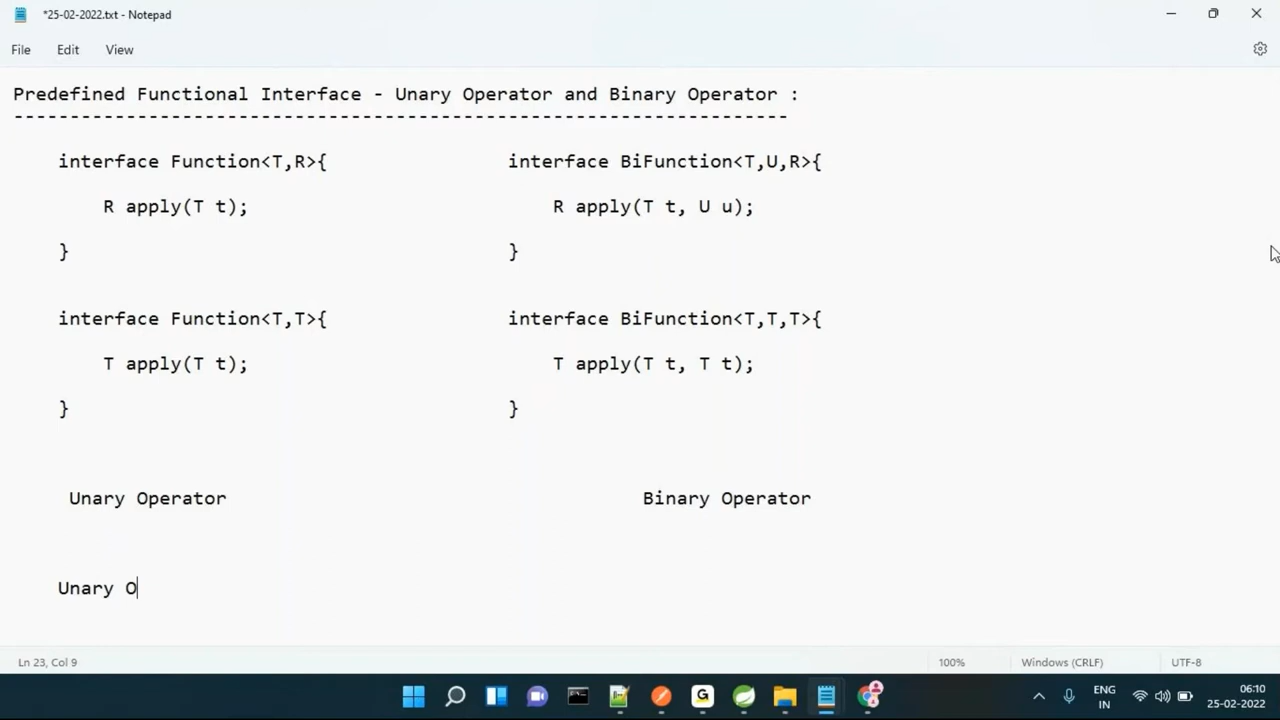 *25-02-2022.txt - Notepad
File Edit View
Predefined Functional Interface - Unary Operator and Binary Operator :
---------------------------------------------------------------------
interface Function<T,R>{ interface BiFunction<T,U,R>{
R apply(T t); R apply(T t, U u);
} }
interface Function<T,T>{ interface BiFunction<T,T,T>{
T apply(T t); T apply(T t, T t);
} }
Unary Operator Binary Operator
Unary O
Ln 23, Col 9 100% Windows (CRLF) UTF-8
ENG 06:10
IN 25-02-2022